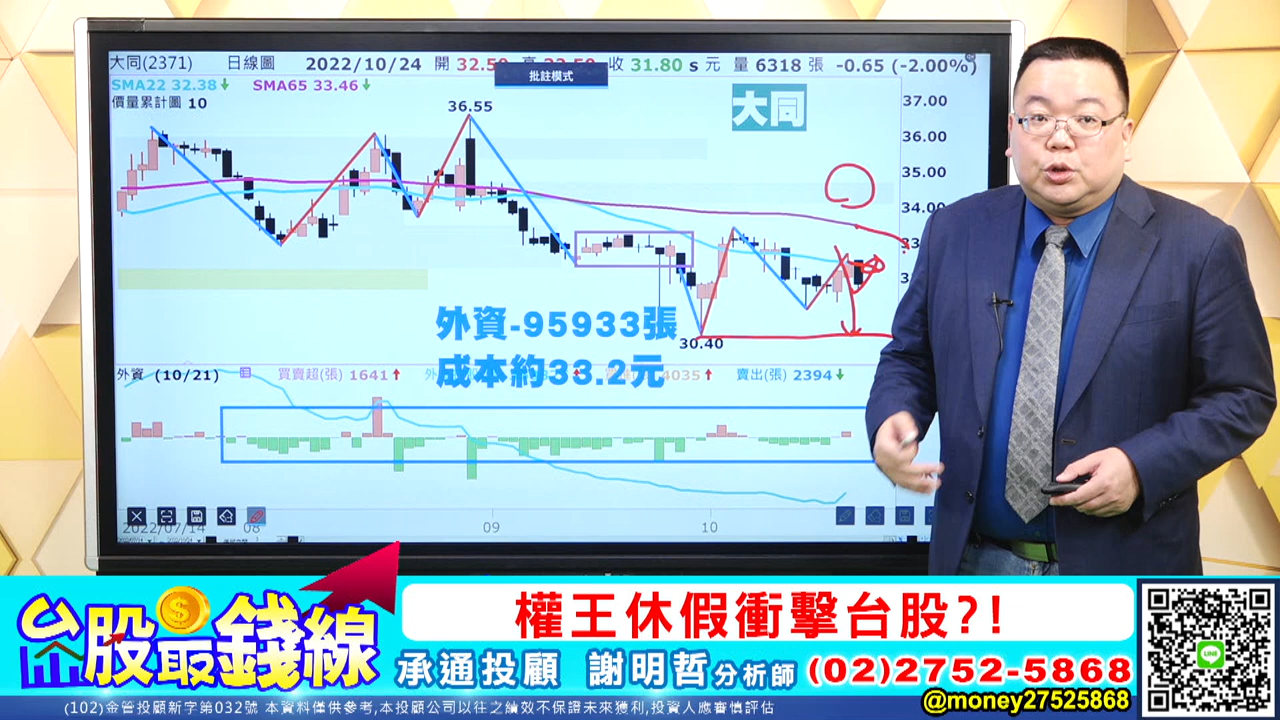 大同(2371) 日線圖 2022/10/24 開 32.50 收 31.80 s 元 量 6318 張 -0.65 (-2.00%)
批註模式
SMA22 32.38↓ SMA65 33.46↓
價量累計圖 10
大同
36.55
37.00
36.00
35.00
34.00
外資-95933張
成本約33.2元
30.40
外資 (10/21) 買賣超(張) 1641↑ 4035↑ 賣出(張) 2394↓
2022/07/14 08 09 10
台股最錢線
權王休假衝擊台股?!
承通投顧 謝明哲分析師 (02)2752-5868
LINE
@money27525868
(102)金管投顧新字第032號 本資料僅供參考,本投顧公司以往之績效不保證未來獲利,投資人應審慎評估